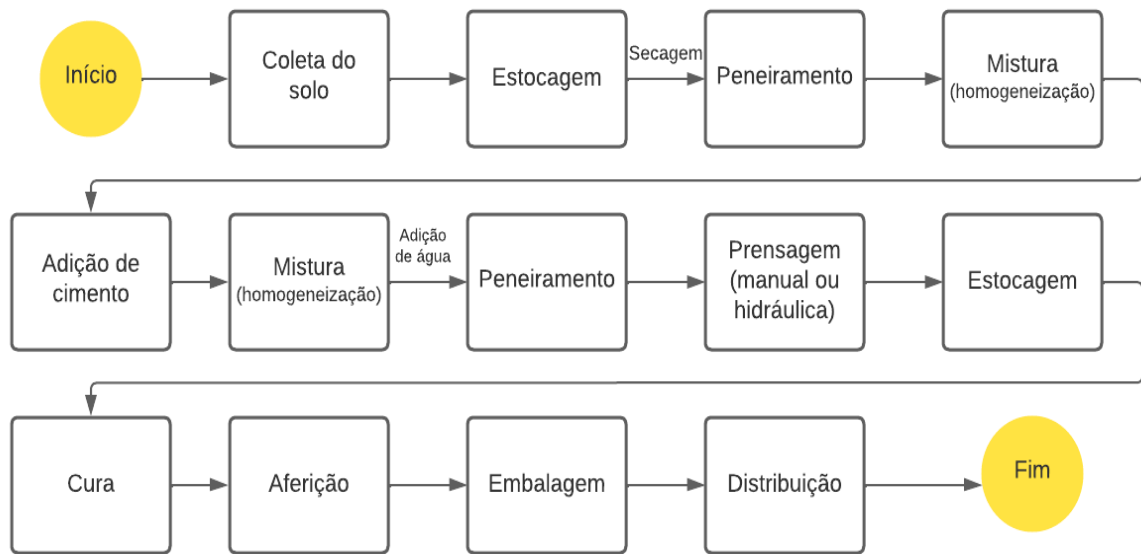 Início
Coleta do
solo
Estocagem
Secagem
Peneiramento
Mistura
(homogeneização)
Adição de
cimento
Mistura
(homogeneização)
Adição
de água
Peneiramento
Prensagem
(manual ou
hidráulica)
Estocagem
Cura
Aferição
Embalagem
Distribuição
Fim